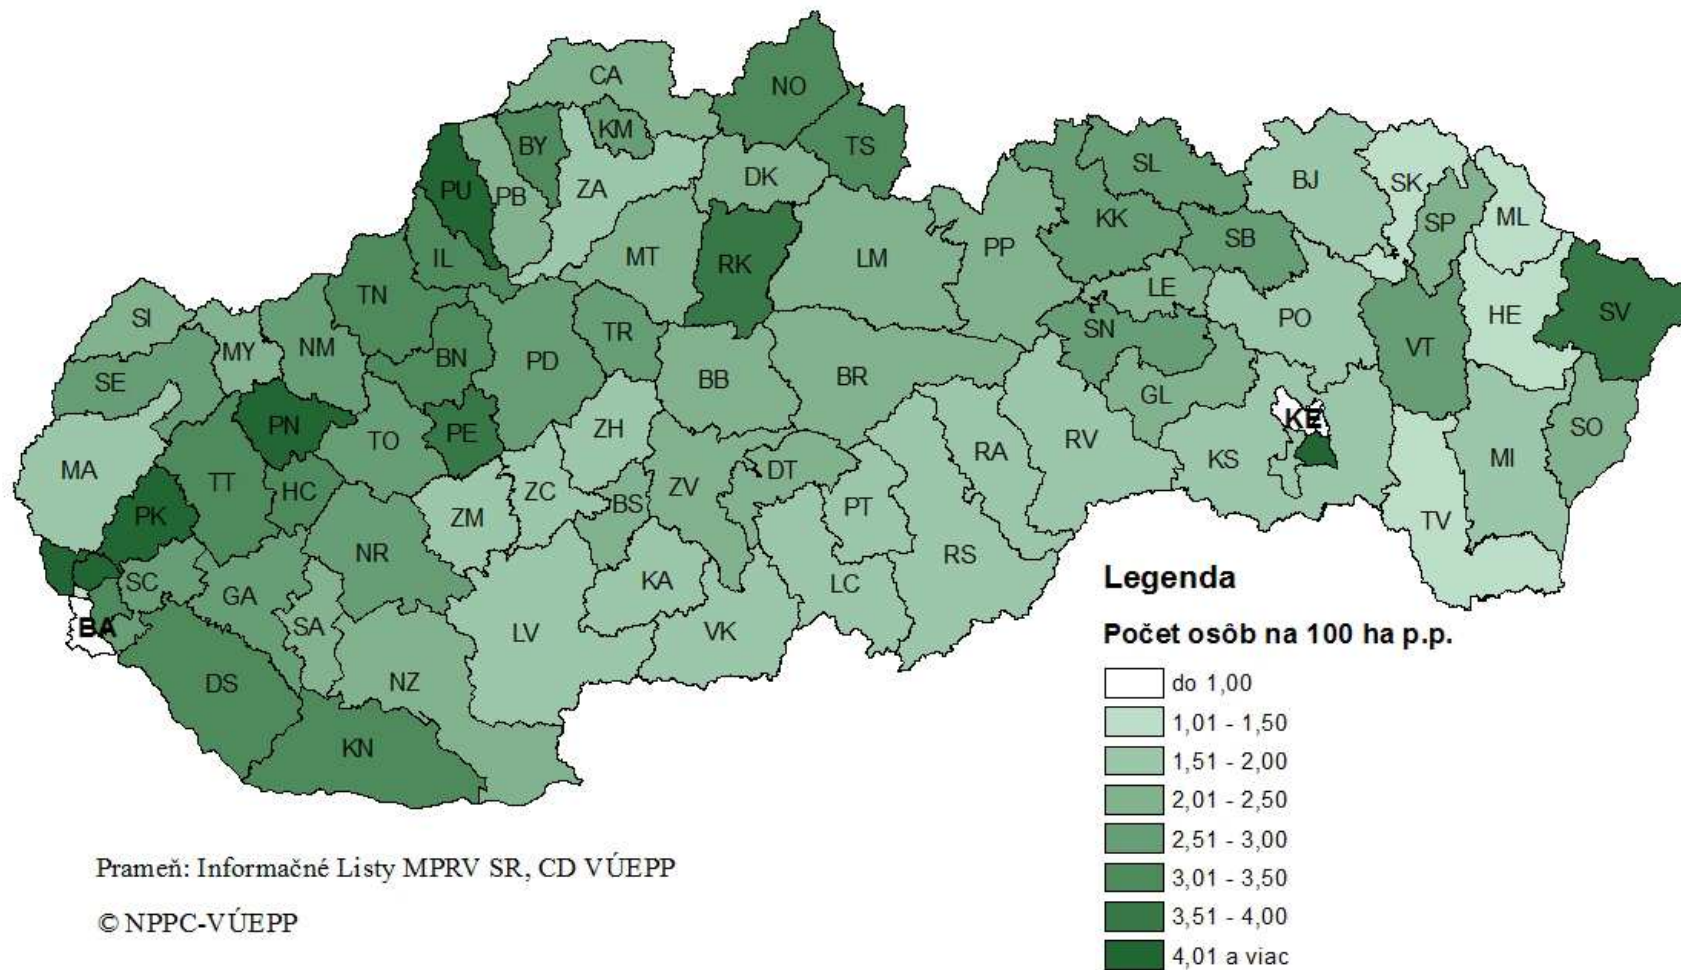 CA
NO
KM
BY
TS
PU
PB
ZA
DK
SL
BJ
SK
ML
SP
KK
SB
IL
MT
RK
LM
PP
TN
LE
SI
PO
HE
SV
MY
NM
BN
TR
SN
VT
SE
PD
BB
BR
GL
PN
PE
ZH
KE
MA
TO
RV
SO
TT
HC
DT
RA
KS
MI
PK
ZM
ZC
BS
ZV
PT
NR
TV
SC
GA
KA
LC
RS
SA
LV
VK
BA
DS
NZ
KN
Legenda
Počet osôb na 100 ha p.p.
do 1,00
1,01 - 1,50
1,51 - 2,00
2,01 - 2,50
2,51 - 3,00
3,01 - 3,50
3,51 - 4,00
4,01 a viac
Prameň: Informačné Listy MPRV SR, CD VÚEPP
© NPPC-VÚEPP